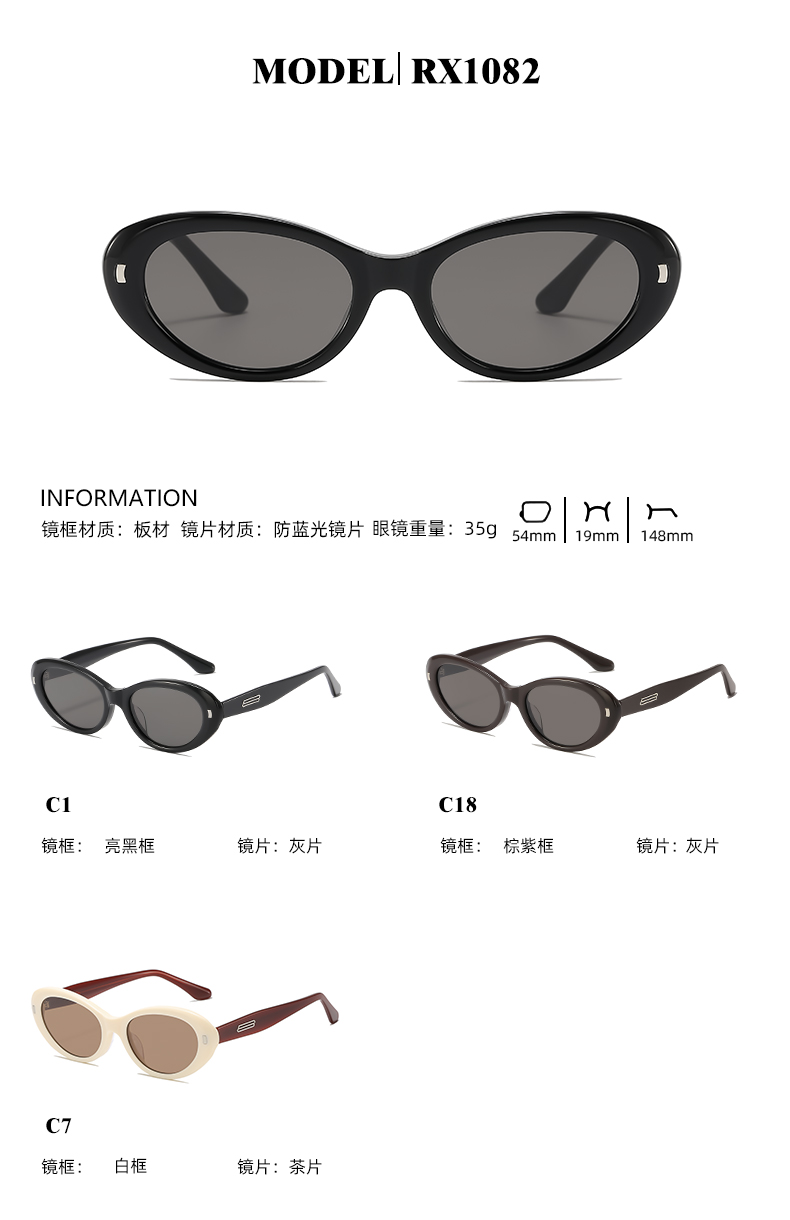 MODEL RX1082
INFORMATION
镜框材质：板材 镜片材质：防蓝光镜片 眼镜重量：35g
54mm 19mm 148mm
C1
镜框： 亮黑框 镜片：灰片
C18
镜框： 棕紫框 镜片：灰片
C7
镜框： 白框 镜片：茶片